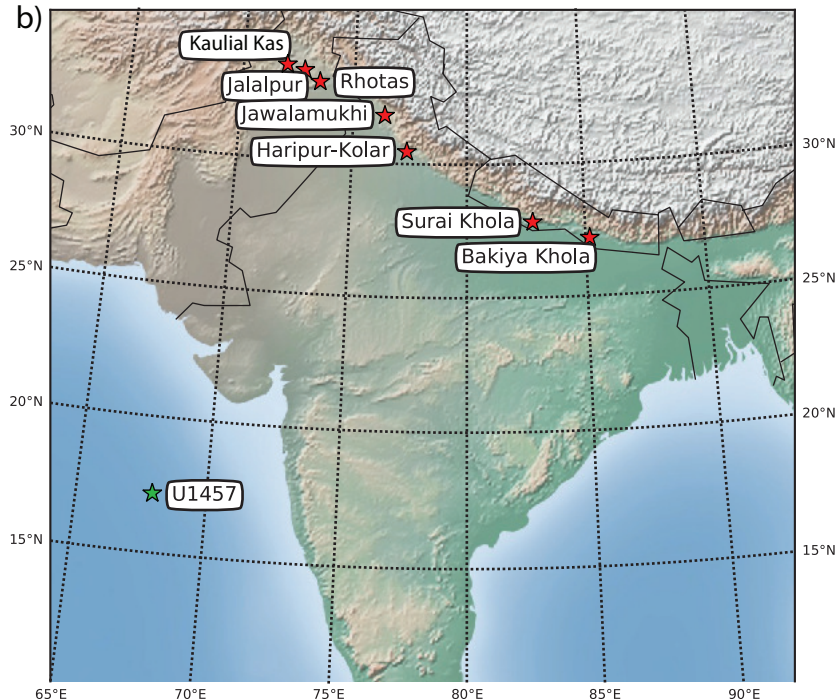 b)
Kaulial Kas
Jalalpur
Rhotas
Jawalamukhi
30°N
30°N
Haripur-Kolar
Surai Khola
Bakiya Khola
25°N
25°N
20°N
20°N
U1457
15°N
15°N
65°E 70°E 75°E 80°E 85°E 90°E